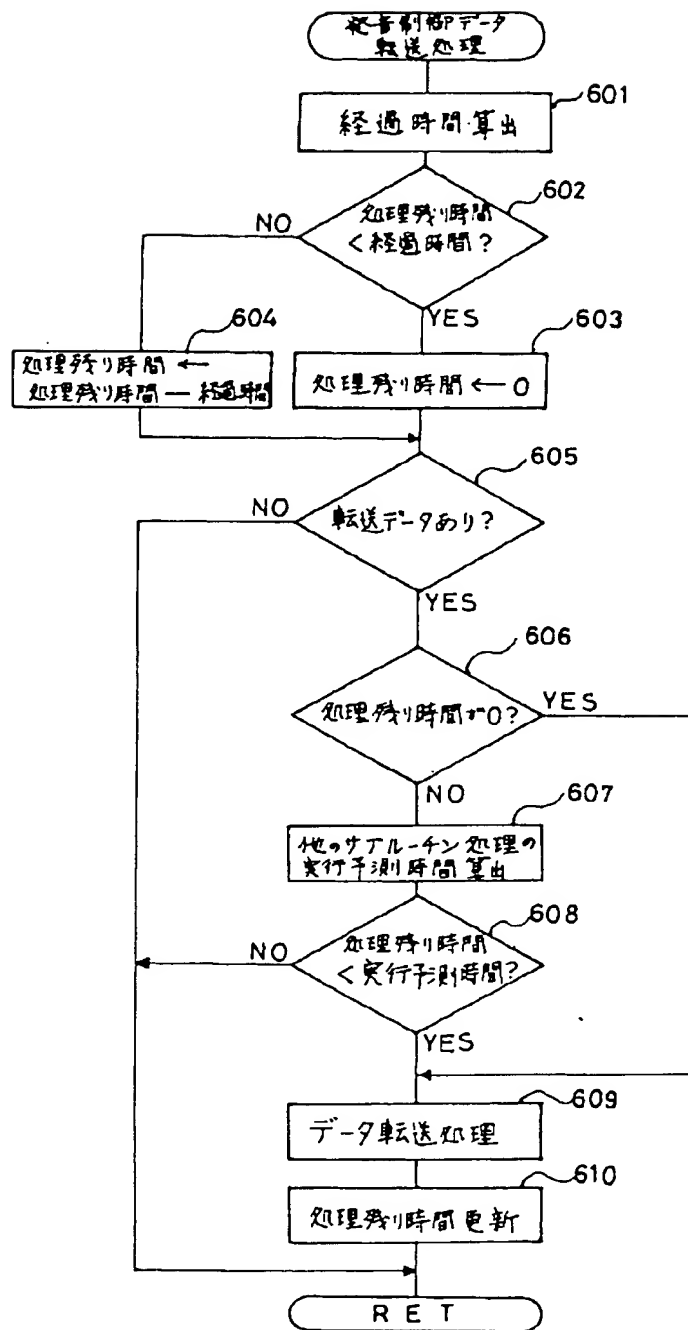 発音制御データ
転送処理
601
経過時間算出
602
処理残り時間
<経過時間?
NO
YES
604
処理残り時間←
処理残り時間―経過時間
603
処理残り時間←0
605
転送データあり?
NO
YES
606
処理残り時間が0?
YES
NO
607
他のサブルーチン処理の
実行予測時間算出
608
処理残り時間
<実行予測時間?
NO
YES
609
データ転送処理
610
処理残り時間更新
RET